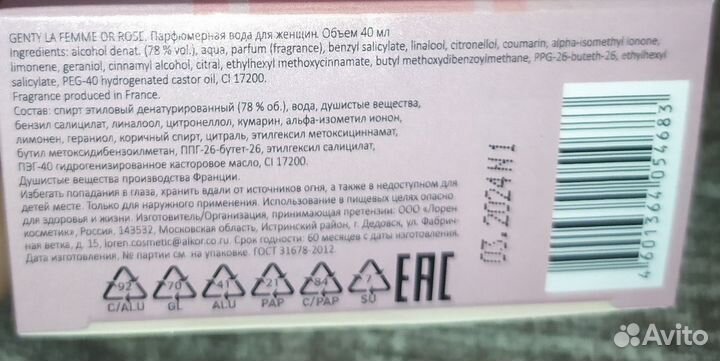 GENTY LA FEMME OR ROSE. Парфюмерная вода для женщин. Объем 40 мл
Ingredients: alcohol denat. (78 % vol.), aqua, parfum (fragrance), benzyl salicylate, linalool, citronellol, coumarin, alpha-isomethyl ionone,
limonene, geraniol, cinnamyl alcohol, citral, ethylhexyl methoxycinnamate, butyl methoxydibenzoylmethane, PPG-26-buteth-26, ethylhexyl
salicylate, PEG-40 hydrogenated castor oil, CI 17200.
Fragrance produced in France.
Состав: спирт этиловый денатурированный (78 % об.), вода, душистые вещества,
бензил салицилат, линалоол, цитронеллол, кумарин, альфа-изометил ионон,
лимонен, гераниол, коричный спирт, цитраль, этилгексил метоксициннамат,
бутил метоксидибензоилметан, ППГ-26-бутет-26, этилгексил салицилат,
ПЭГ-40 гидрогенизированное касторовое масло, CI 17200.
Душистые вещества производства Франции.
Избегать попадания в глаза, хранить вдали от источников огня, а также в недоступном для
детей месте. Только для наружного применения. Использование в пищевых целях опасно
для здоровья и жизни. Изготовитель/Организация, принимающая претензии: ООО «Лорен
косметик», Россия, 143532, Московская область, Истринский район, г. Дедовск, ул. Фабрич-
ная ветка, д. 15, loren.cosmetic@alkor.co. Срок годности: 60 месяцев с даты изготовления.
Дата изготовления, № партии см. на упаковке. ГОСТ 31678-2012
92 70 41 21 84 7
C/ALU GL ALU PAP C/PAP SU
EAC
03.2024N1
4601364054683
Avito